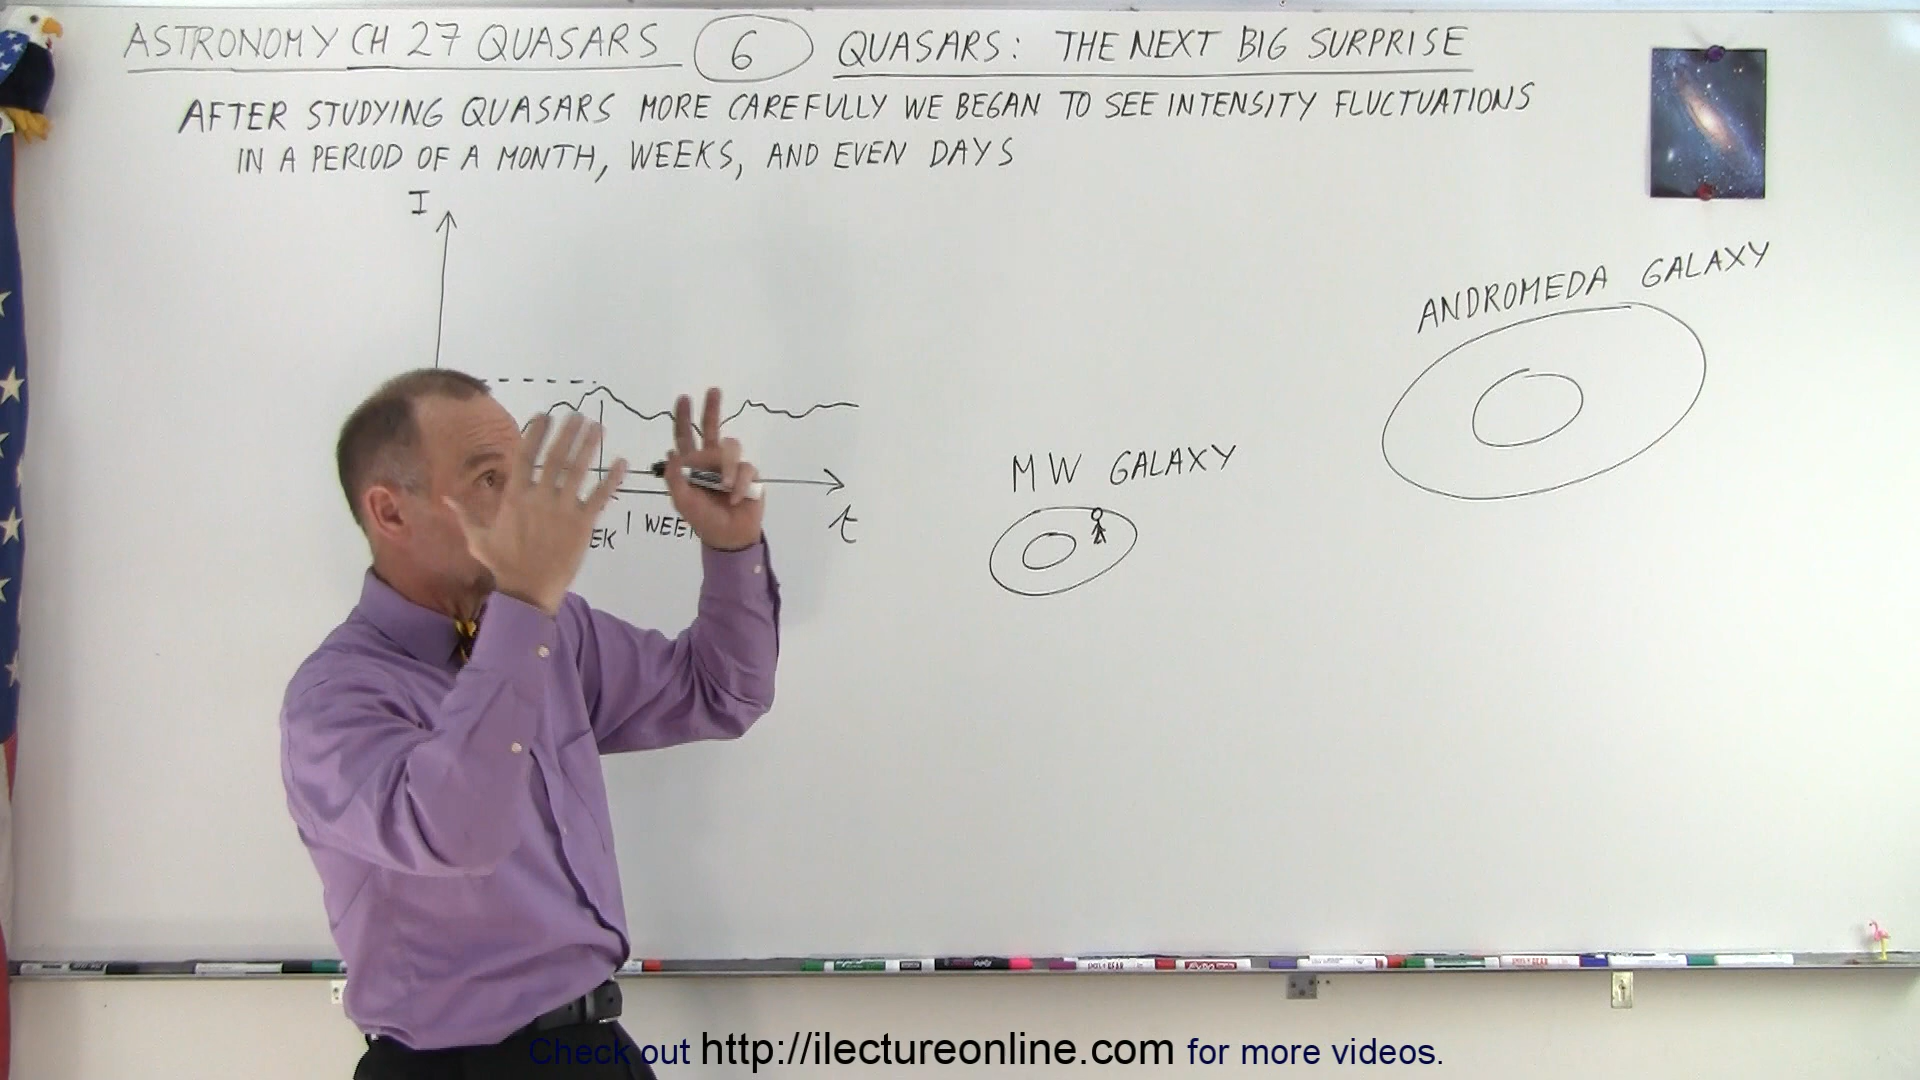 ASTRONOMY CH 27 QUASARS 6 QUASARS: THE NEXT BIG SURPRISE
AFTER STUDYING QUASARS MORE CAREFULLY WE BEGAN TO SEE INTENSITY FLUCTUATIONS
IN A PERIOD OF A MONTH, WEEKS, AND EVEN DAYS
I
ANDROMEDA GALAXY
MW GALAXY
t
Check out http://ilectureonline.com for more videos.